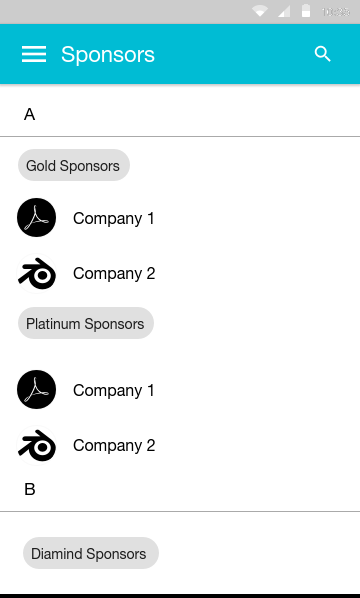 Sponsors
A
Gold Sponsors
Company 1
Company 2
Platinum Sponsors
Company 1
Company 2
B
Diamind Sponsors